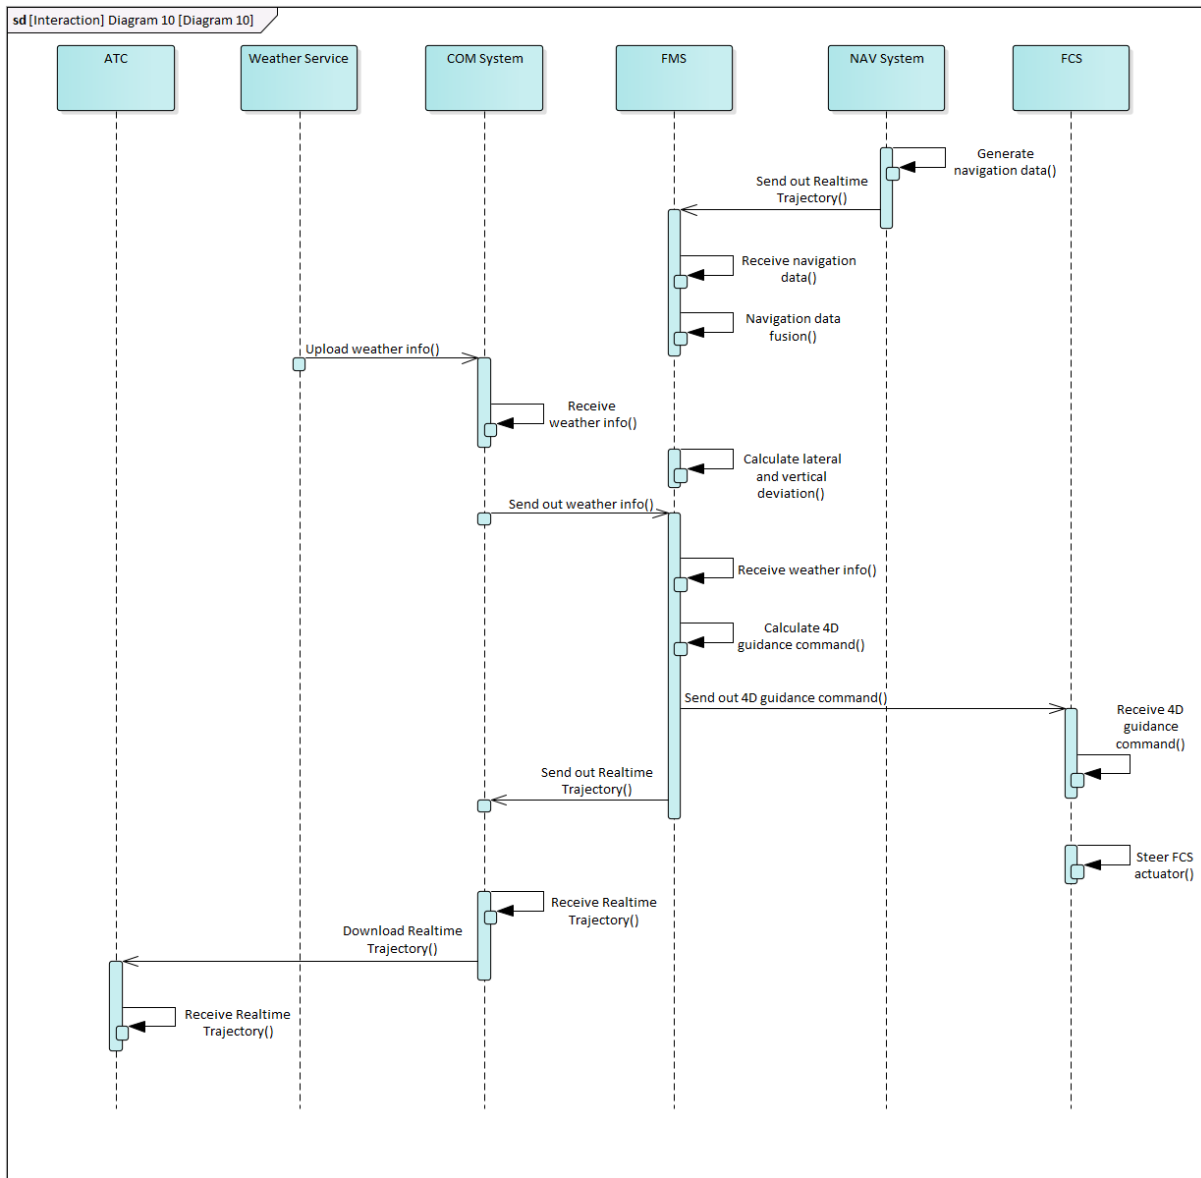 sd [Interaction] Diagram 10 [Diagram 10]
ATC
Weather Service
COM System
FMS
NAV System
FCS
Generate
navigation data()
Send out Realtime
Trajectory()
Receive navigation
data()
Navigation data
fusion()
Upload weather info()
Receive
weather info()
Calculate lateral
and vertical
deviation()
Send out weather info()
Receive weather info()
Calculate 4D
guidance command()
Send out 4D guidance command()
Receive 4D
guidance
command()
Send out Realtime
Trajectory()
Steer FCS
actuator()
Receive Realtime
Trajectory()
Download Realtime
Trajectory()
Receive Realtime
Trajectory()